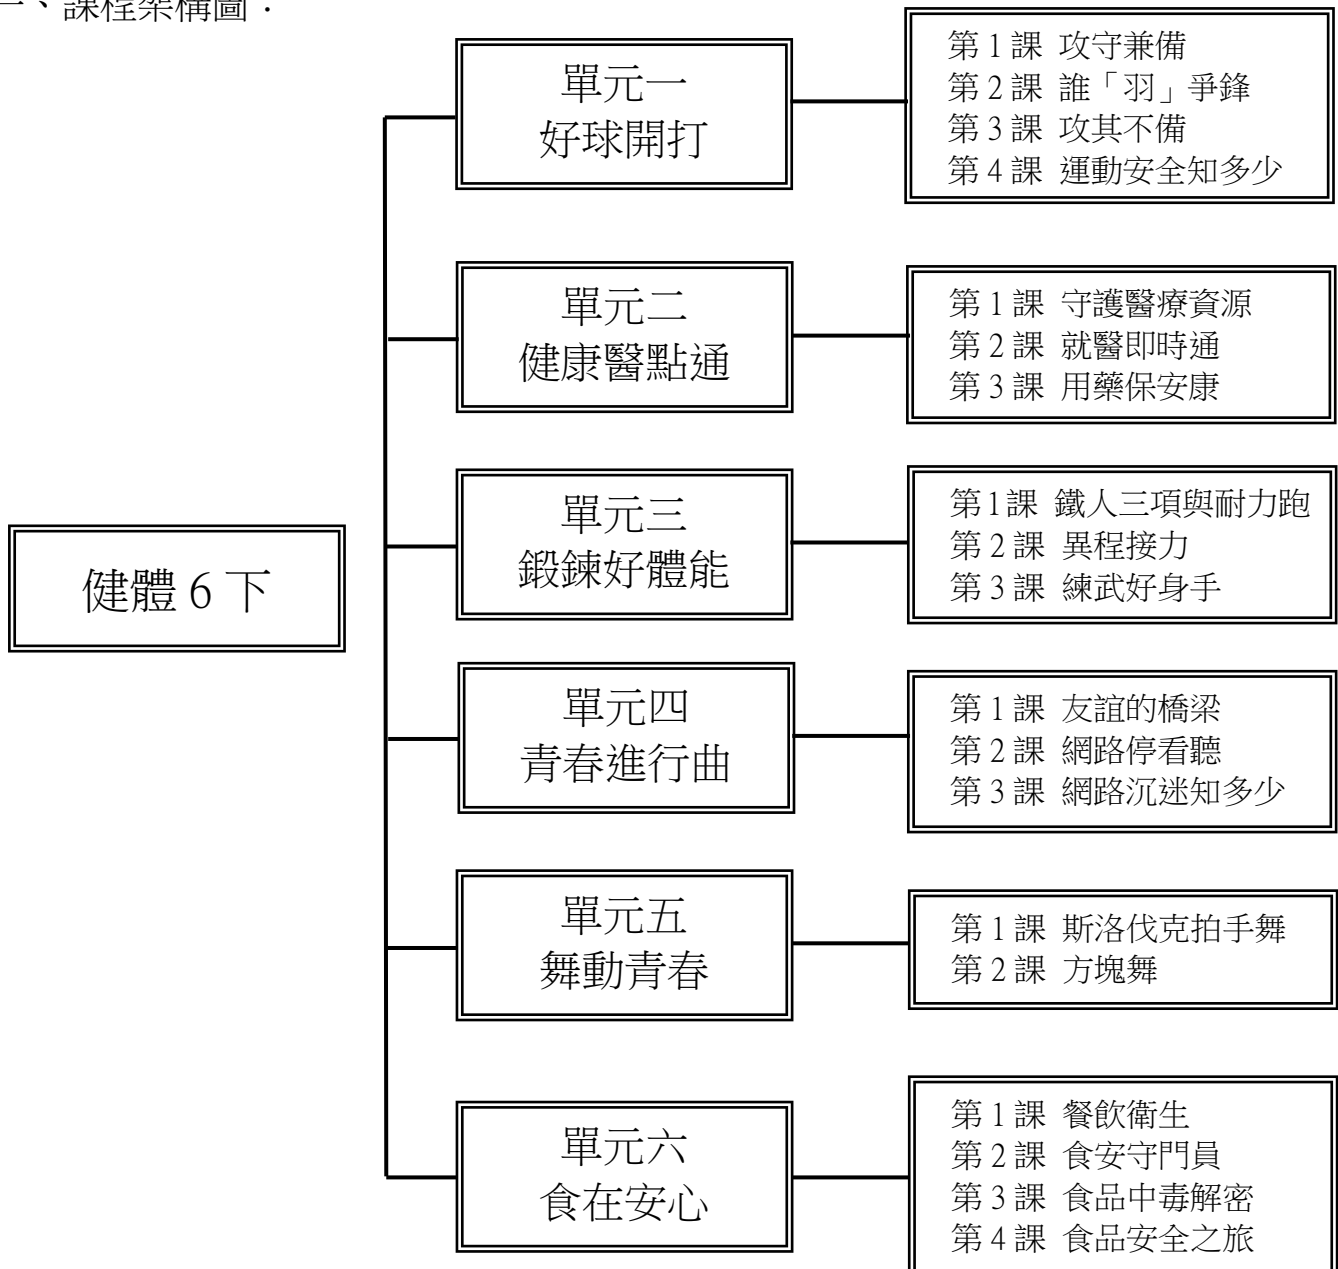 、課程架構圖：
健體 6 下
單元一
好球開打
第 1 課 攻守兼備
第 2 課 誰「羽」爭鋒
第 3 課 攻其不備
第 4 課 運動安全知多少
單元二
健康醫點通
第 1 課 守護醫療資源
第 2 課 就醫即時通
第 3 課 用藥保安康
單元三
鍛鍊好體能
第 1 課 鐵人三項與耐力跑
第 2 課 異程接力
第 3 課 練武好身手
單元四
青春進行曲
第 1 課 友誼的橋梁
第 2 課 網路停看聽
第 3 課 網路沉迷知多少
單元五
舞動青春
第 1 課 斯洛伐克拍手舞
第 2 課 方塊舞
單元六
食在安心
第 1 課 餐飲衛生
第 2 課 食安守門員
第 3 課 食品中毒解密
第 4 課 食品安全之旅